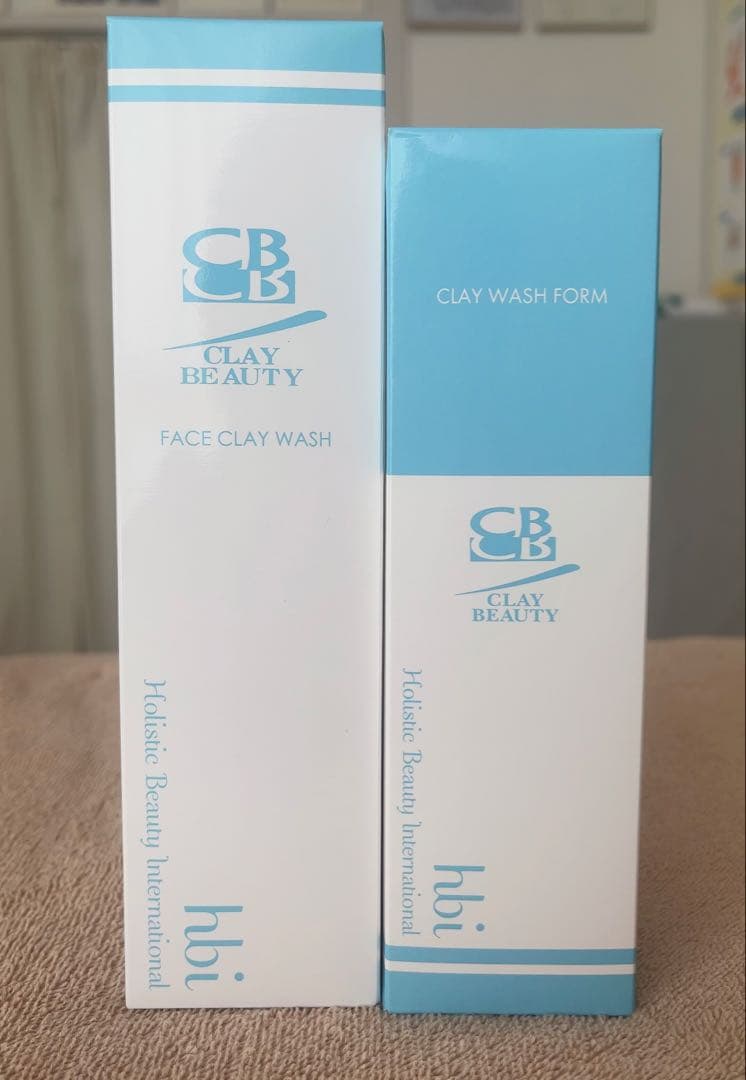 CB
CLAY
BEAUTY
FACE CLAY WASH
Holistic Beauty International
hbi
CLAY WASH FORM
CB
CLAY
BEAUTY
Holistic Beauty International
hbi